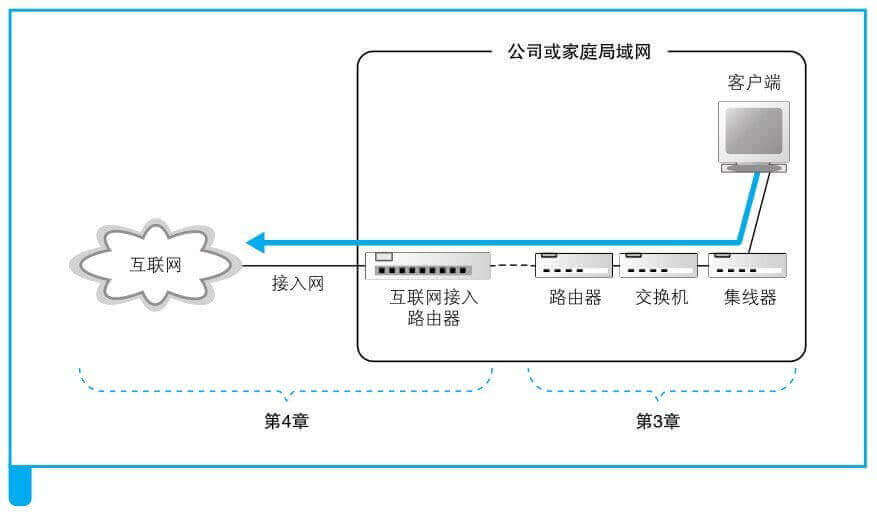 公司或家庭局域网
客户端
互联网
接入网
互联网接入
路由器
路由器
交换机
集线器
第4章
第3章